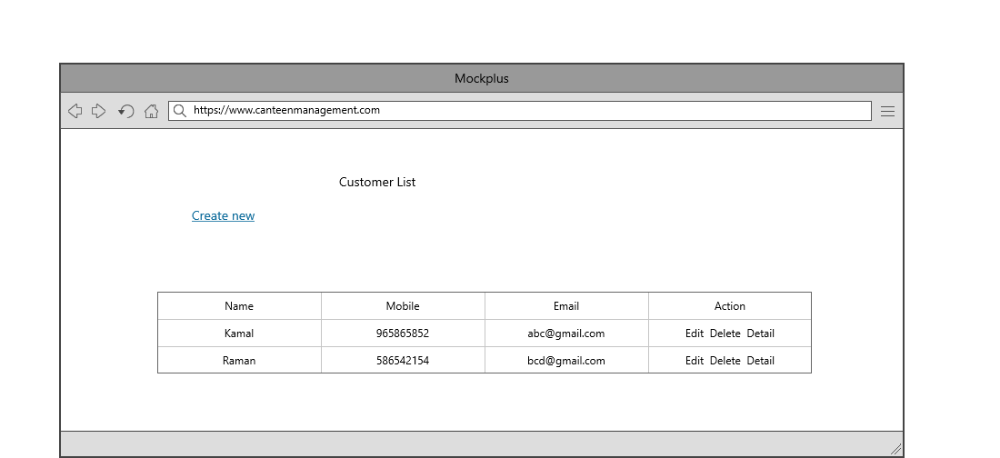 Mockplus
https://www.canteenmanagement.com
Customer List
Create new
Name Mobile Email Action
Kamal 965865852 abc@gmail.com Edit Delete Detail
Raman 586542154 bcd@gmail.com Edit Delete Detail